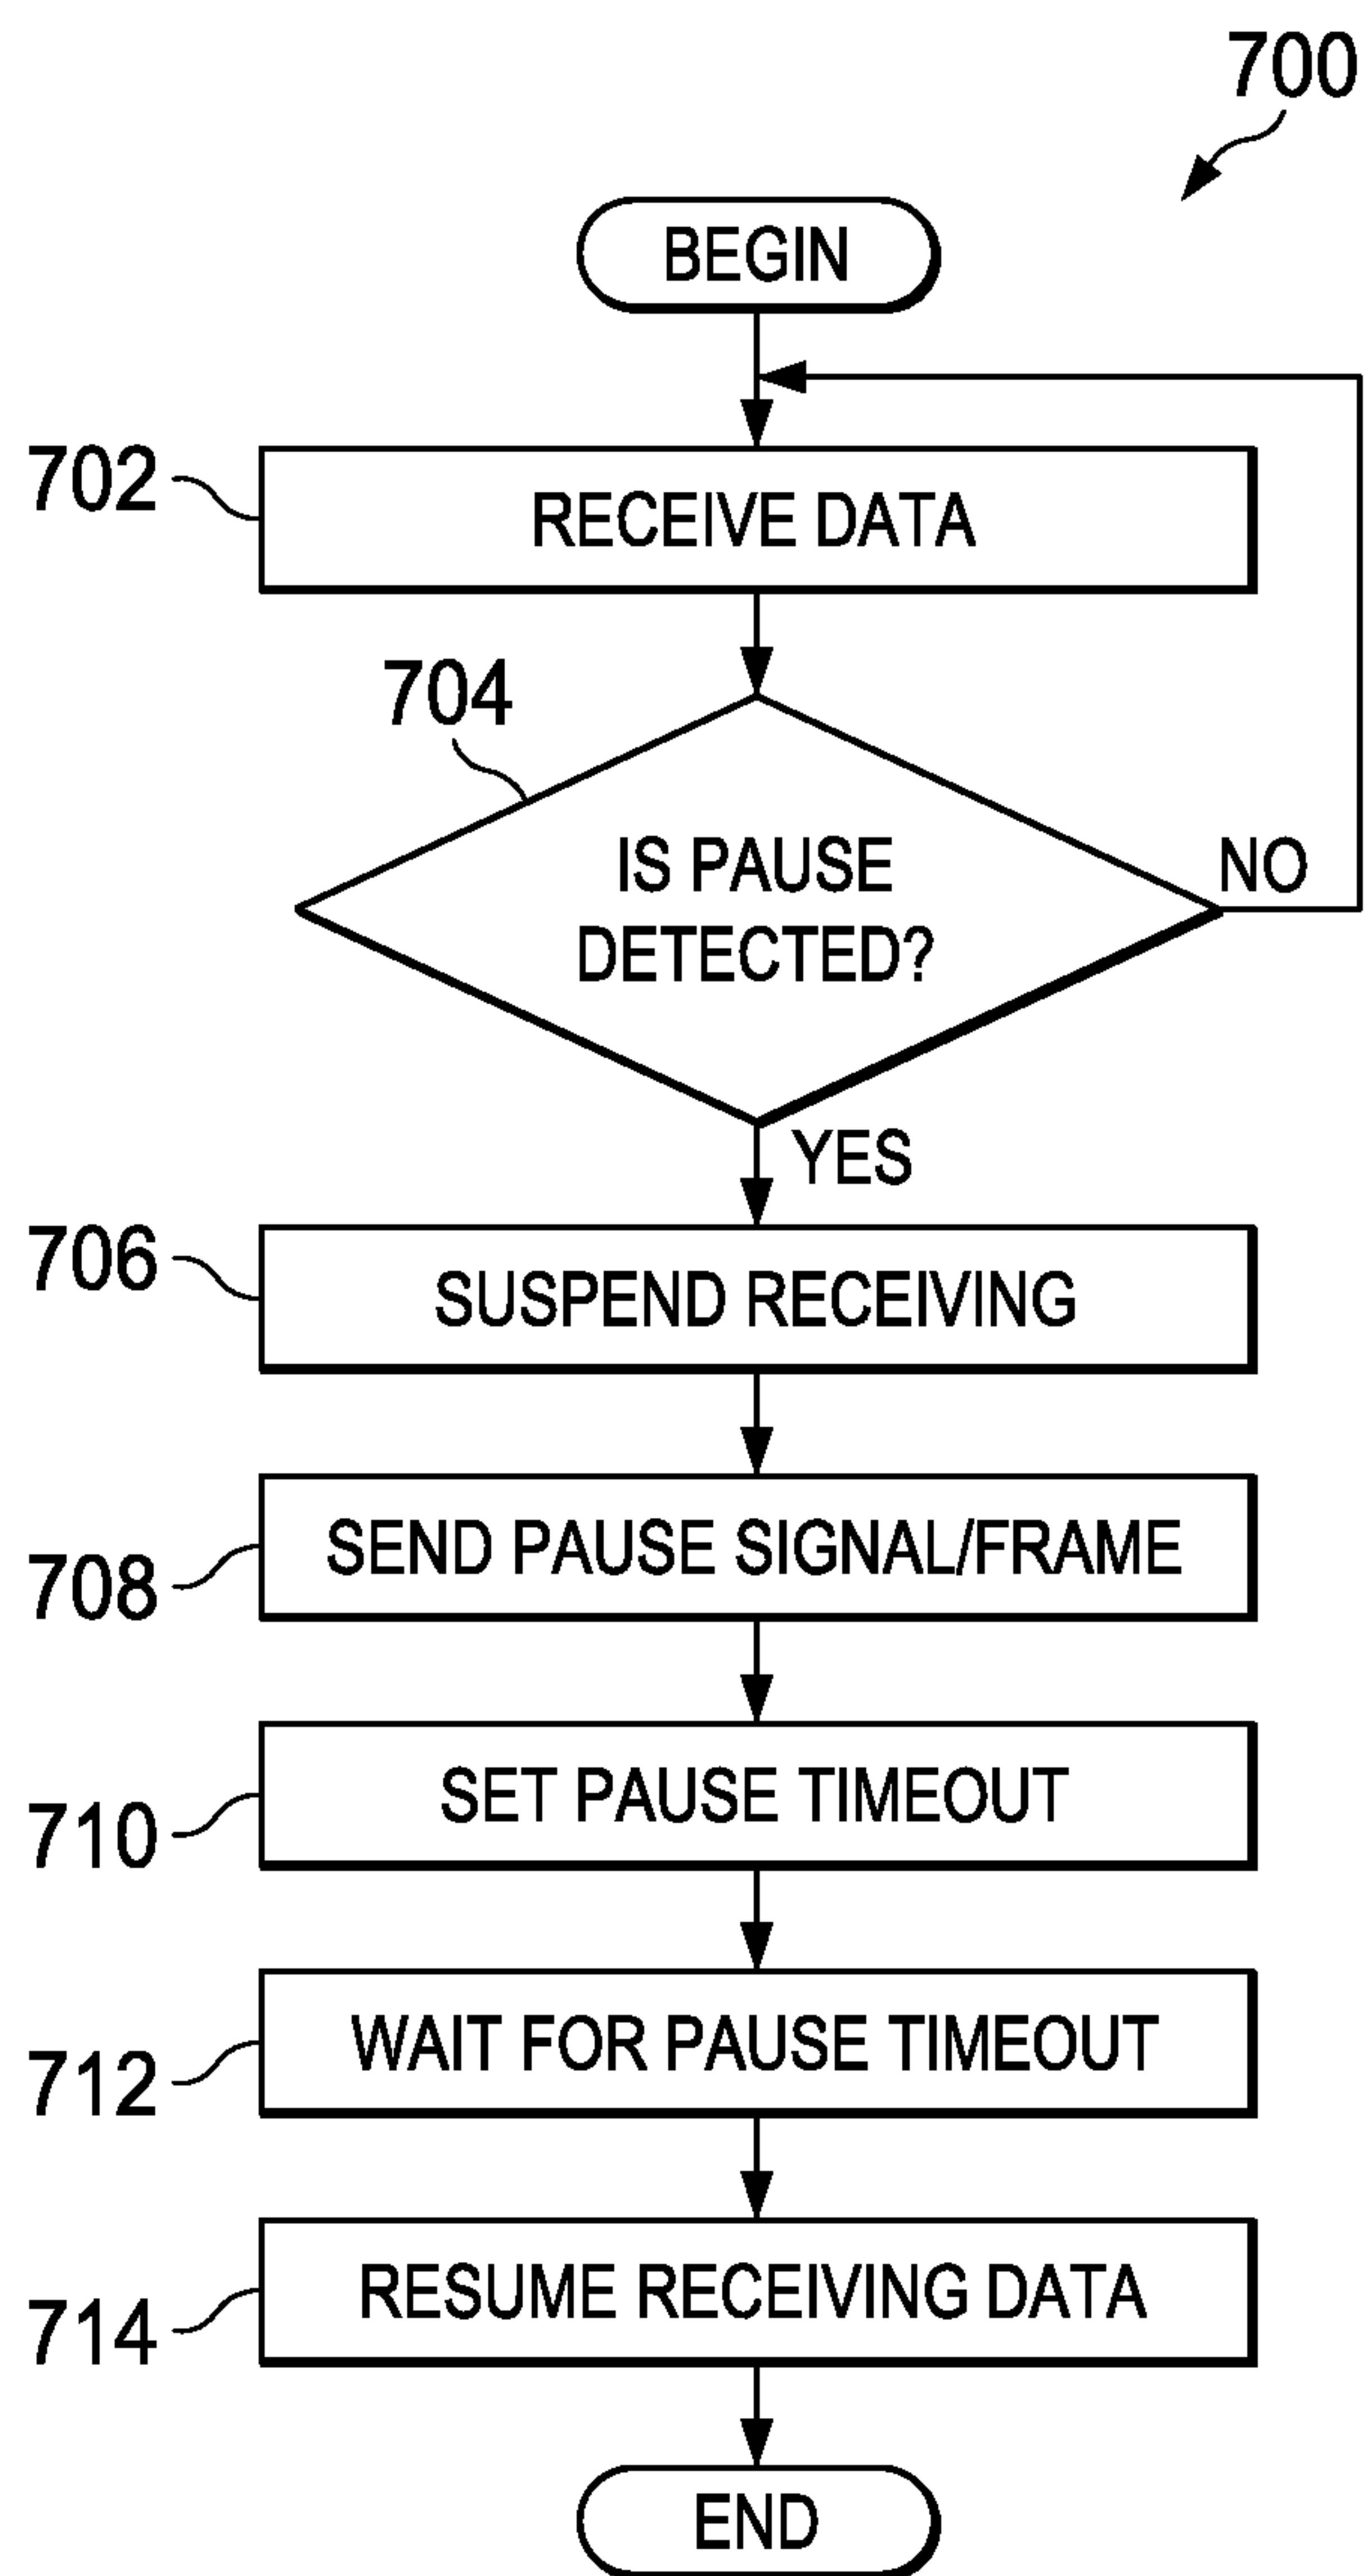 700
BEGIN
702
RECEIVE DATA
704
IS PAUSE
DETECTED?
NO
YES
706
SUSPEND RECEIVING
708
SEND PAUSE SIGNAL/FRAME
710
SET PAUSE TIMEOUT
712
WAIT FOR PAUSE TIMEOUT
714
RESUME RECEIVING DATA
END